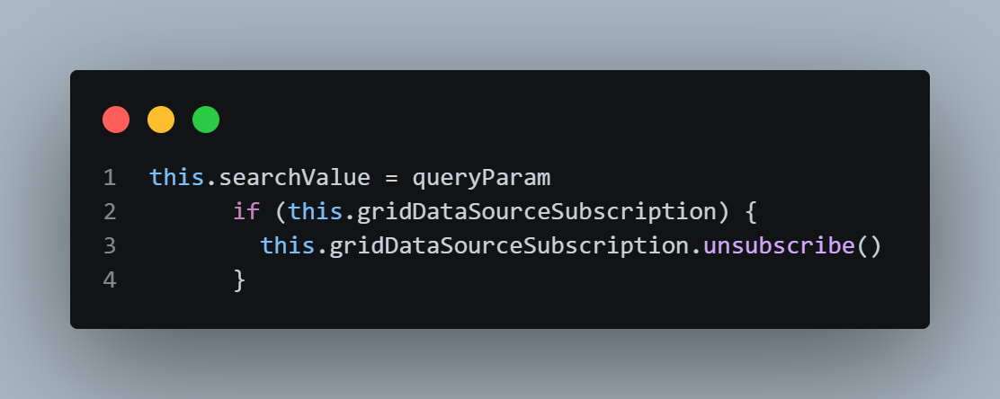 1 this.searchValue = queryParam
2       if (this.gridDataSourceSubscription) {
3         this.gridDataSourceSubscription.unsubscribe()
4       }